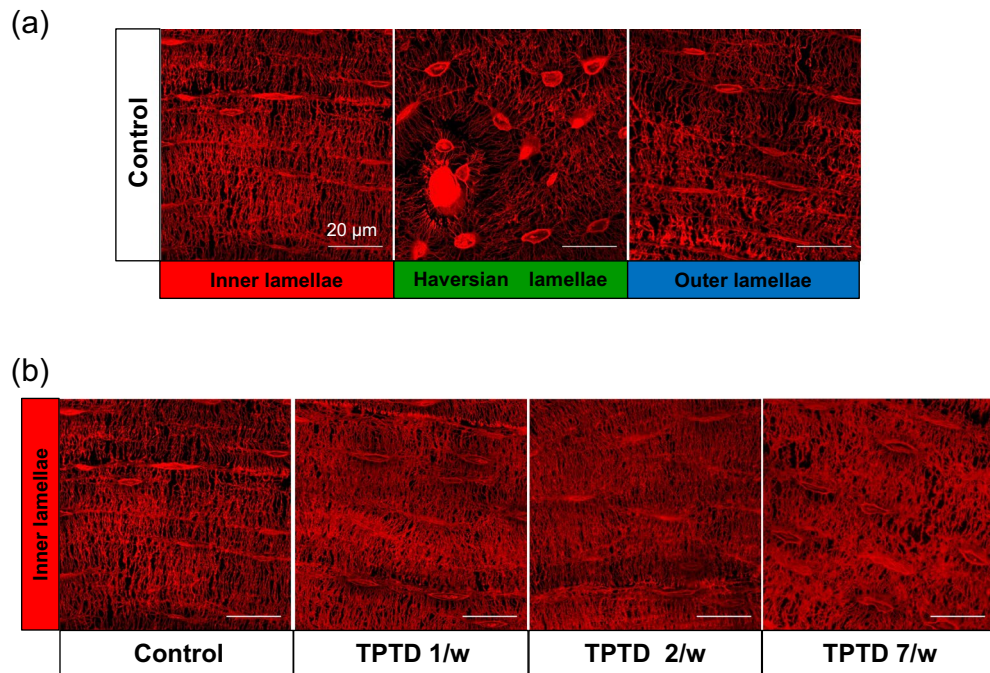 (a)
Control
20 µm
Inner lamellae
Haversian lamellae
Outer lamellae
(b)
Inner lamellae
Control
TPTD 1/w
TPTD 2/w
TPTD 7/w